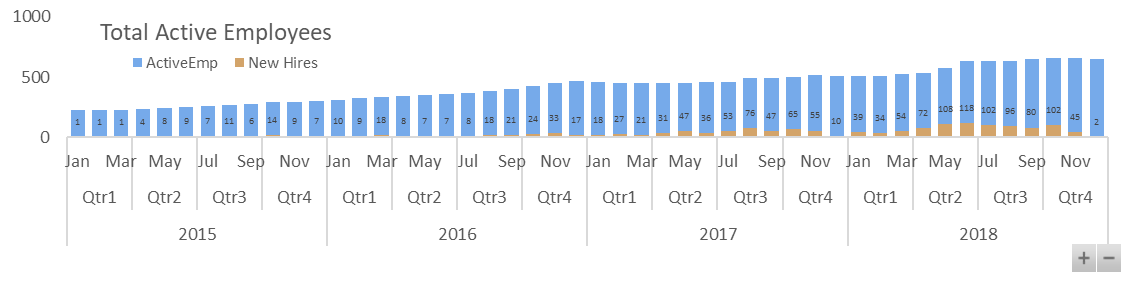 1000
Total Active Employees
ActiveEmp New Hires
500
1 1 1 4 8 9 7 11 6 14 9 7 10 9 18 8 7 7 8 18 21 24 33 17 18 27 21 31 47 36 53 76 47 65 55 10 39 34 54 72 108 118 102 96 80 102 45 2
0
Jan Mar May Jul Sep Nov Jan Mar May Jul Sep Nov Jan Mar May Jul Sep Nov Jan Mar May Jul Sep Nov
Qtr1 Qtr2 Qtr3 Qtr4 Qtr1 Qtr2 Qtr3 Qtr4 Qtr1 Qtr2 Qtr3 Qtr4 Qtr1 Qtr2 Qtr3 Qtr4
2015 2016 2017 2018
+ −